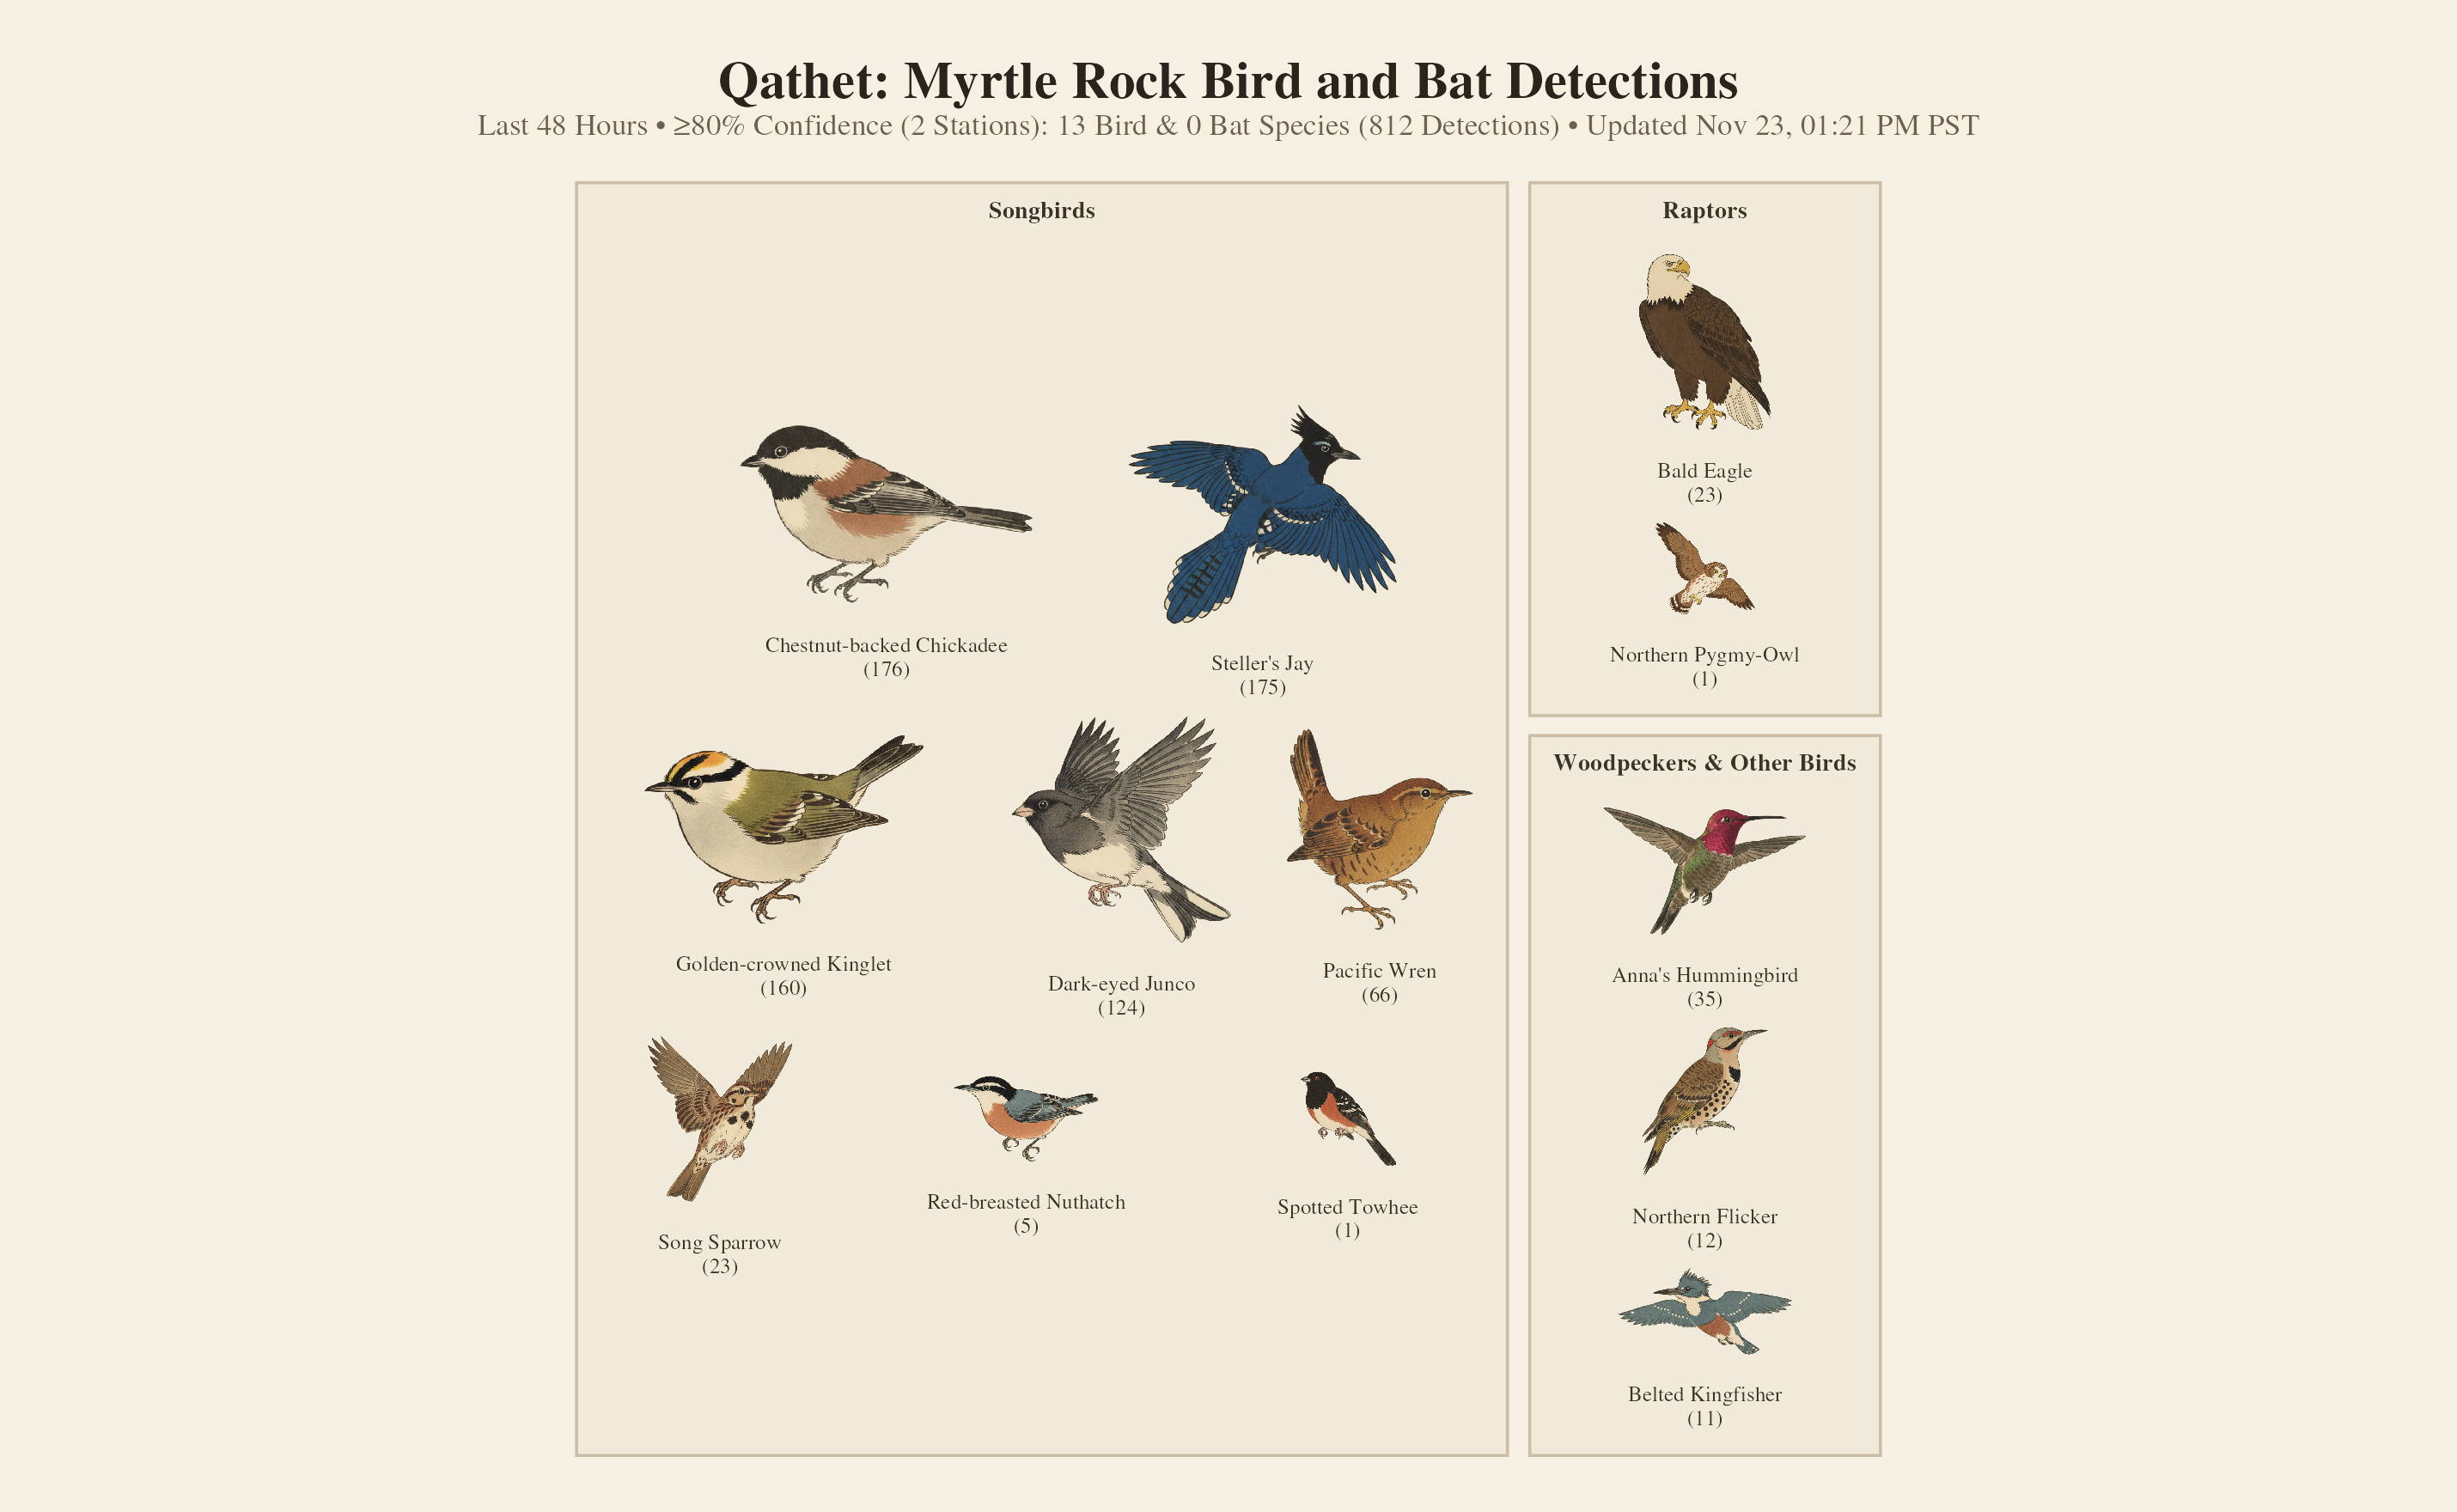 Qathet: Myrtle Rock Bird and Bat Detections
Last 48 Hours • ≥80% Confidence (2 Stations): 13 Bird & 0 Bat Species (812 Detections) • Updated Nov 23, 01:21 PM PST
Songbirds
Chestnut-backed Chickadee
(176)
Steller's Jay
(175)
Golden-crowned Kinglet
(160)
Dark-eyed Junco
(124)
Pacific Wren
(66)
Song Sparrow
(23)
Red-breasted Nuthatch
(5)
Spotted Towhee
(1)
Raptors
Bald Eagle
(23)
Northern Pygmy-Owl
(1)
Woodpeckers & Other Birds
Anna's Hummingbird
(35)
Northern Flicker
(12)
Belted Kingfisher
(11)